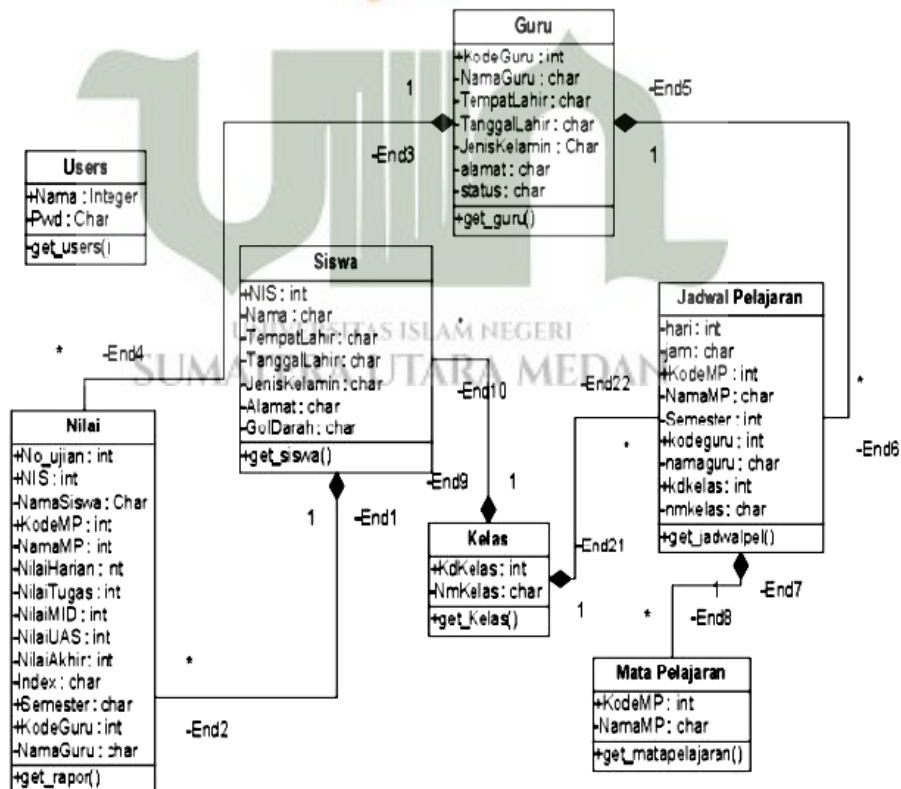 Guru
+KodeGuru : int
-NamaGuru : char
-TempatLahir : char
-TanggalLahir : char
-JenisKelamin : Char
-alamat : char
-status : char
+get_guru()
1
-End3
-End5
1
Users
+Nama : Integer
-Pwd : Char
-get_users()
Siswa
+NIS : int
-Nama : char
-TempatLahir : char
-TanggalLahir : char
-JenisKelamin : char
-Alamat : char
-GolDarah : char
+get_siswa()
UNIVERSITAS ISLAM NEGERI
SUMATERA UTARA MEDAN
*
-End4
*
-End10
-End9
1
1
-End1
Jadwal Pelajaran
-hari : int
-jam : char
+KodeMP : int
-NamaMP : char
-Semester : int
+kodeguru : int
-namaguru : char
+kdkelas : int
-nmkelas : char
+get_jadwalpel()
-End22
*
*
-End6
Nilai
+No_ujian : int
+NIS : int
-NamaSiswa : Char
+KodeMP : int
-NamaMP : int
-NilaiHarian : int
-NilaiTugas : int
-NilaiMID : int
-NilaiUAS : int
-NilaiAkhir : int
-Index : char
+Semester : char
+KodeGuru : int
-NamaGuru : char
+get_rapor()
*
-End2
Kelas
+KdKelas : int
-NmKelas : char
+get_Kelas()
-End21
1
1
-End7
*
-End8
Mata Pelajaran
+KodeMP : int
-NamaMP : char
+get_matapelajaran()